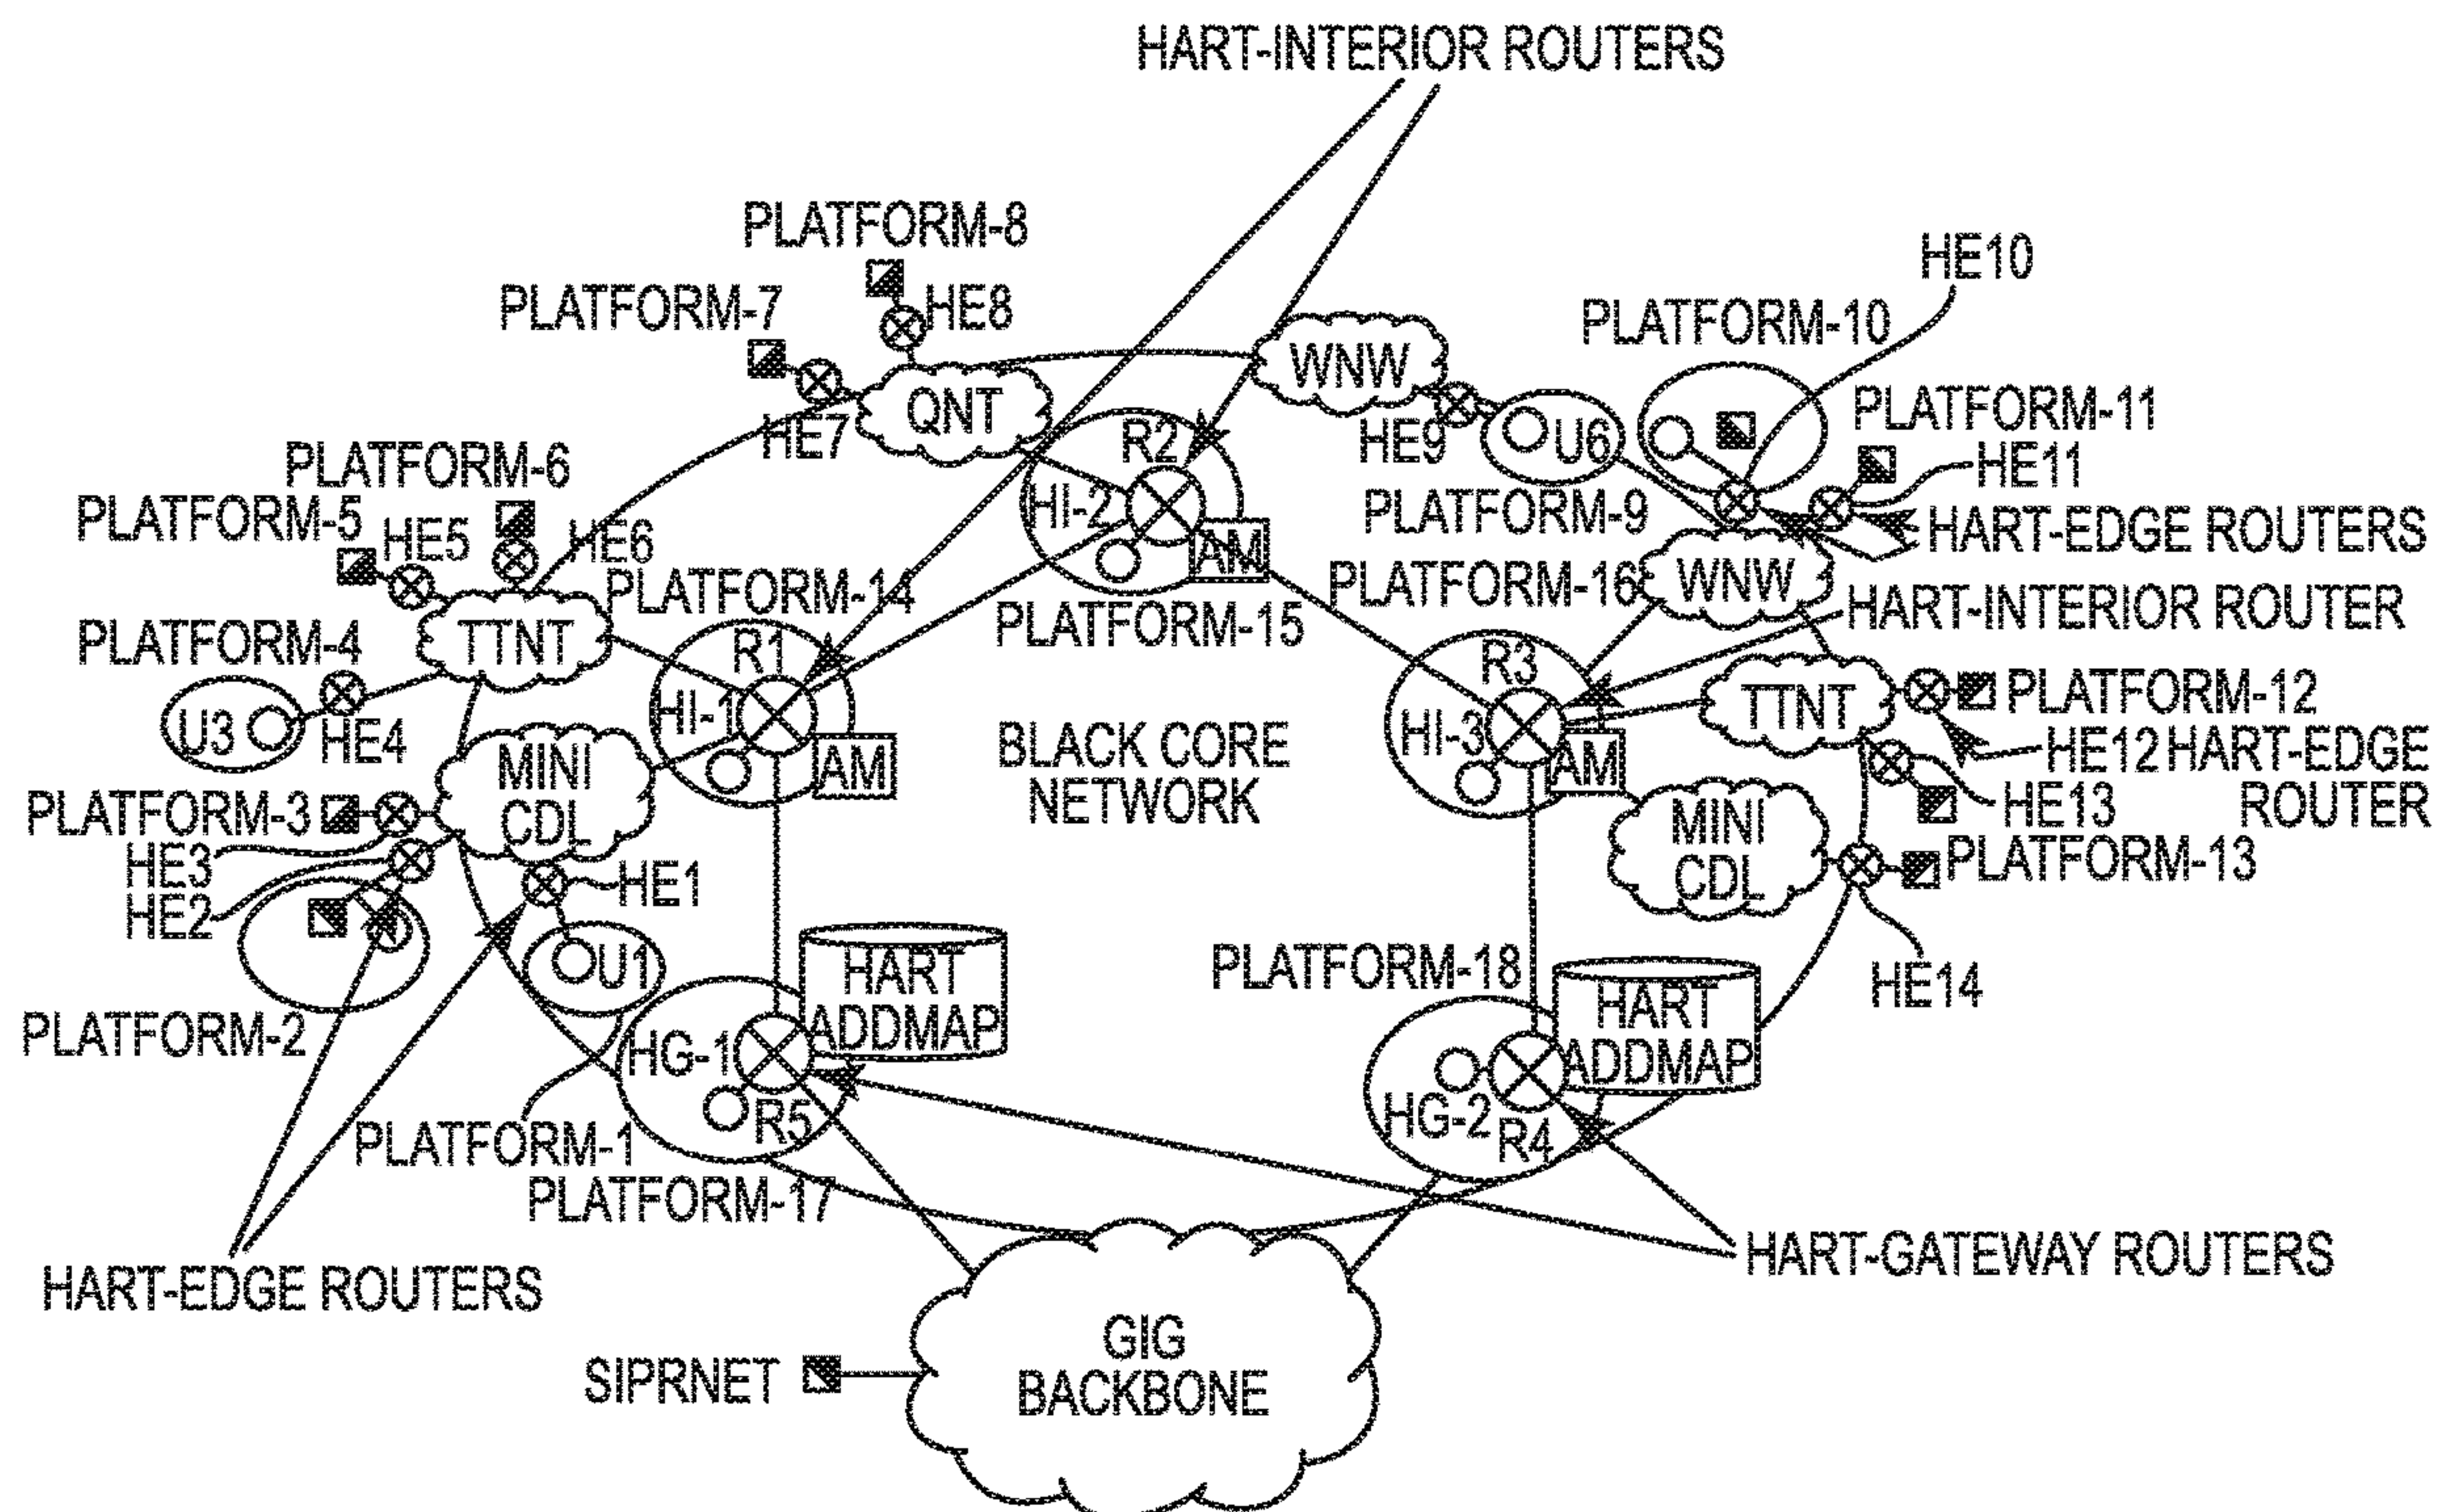 HART-INTERIOR ROUTERS
PLATFORM-8
HE8
PLATFORM-7
HE7
QNT
WNW
HE9
U6
PLATFORM-9
PLATFORM-10
HE10
PLATFORM-11
HE11
HART-EDGE ROUTERS
PLATFORM-6
PLATFORM-5
HE5
HE6
PLATFORM-4
TTNT
U3
HE4
PLATFORM-14
R1
HI-1
AM
R2
HI-2
AM
PLATFORM-15
PLATFORM-16
WNW
HART-INTERIOR ROUTER
R3
HI-3
AM
TTNT
PLATFORM-12
HE12
HART-EDGE
ROUTER
HE13
PLATFORM-13
HE14
MINI
CDL
BLACK CORE
NETWORK
MINI
CDL
PLATFORM-3
HE3
HE2
HE1
U1
PLATFORM-2
HG-1
R5
HART
ADDMAP
PLATFORM-18
HART
ADDMAP
HG-2
R4
PLATFORM-1
PLATFORM-17
HART-EDGE ROUTERS
HART-GATEWAY ROUTERS
GIG
BACKBONE
SIPRNET